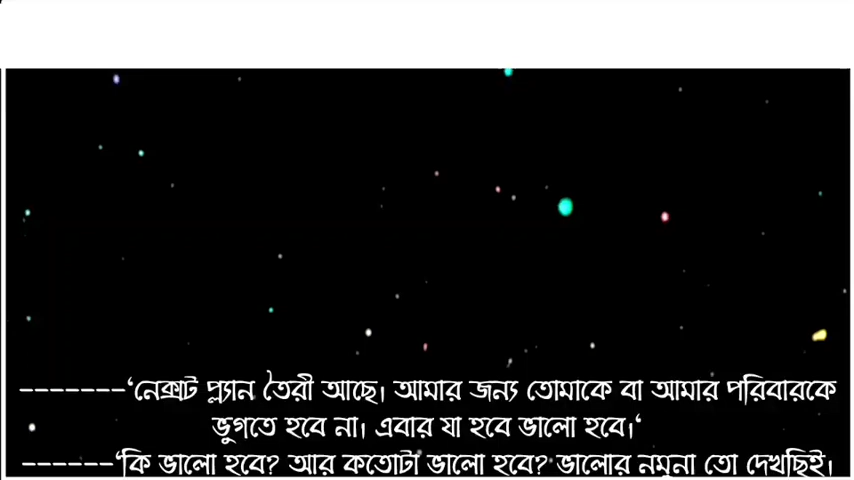 -------‘নেক্সট প্ল্যান তৈরী আছে। আমার জন্য তোমাকে বা আমার পরিবারকে
ভুগতে হবে না। এবার যা হবে ভালো হবে।‘
------‘কি ভালো হবে? আর কতোটা ভালো হবে? ভালোর নমুনা তো দেখছিই।